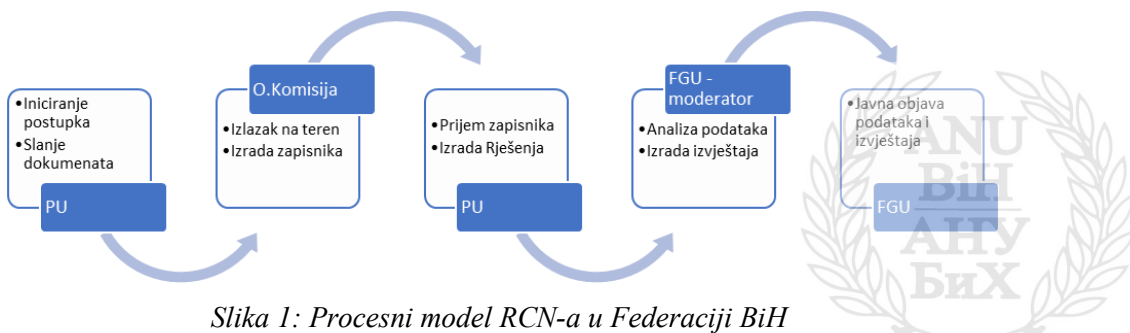 •Iniciranje
postupka
•Slanje
dokumenata
PU
O.Komisija
•Izlazak na teren
•Izrada zapisnika
•Prijem zapisnika
•Izrada Rješenja
PU
FGU -
moderator
•Analiza podataka
•Izrada izvještaja
•Javna objava
podataka i
izvještaja
FGU
ANU
BiH
АНУ
БиХ
Slika 1: Procesni model RCN-a u Federaciji BiH